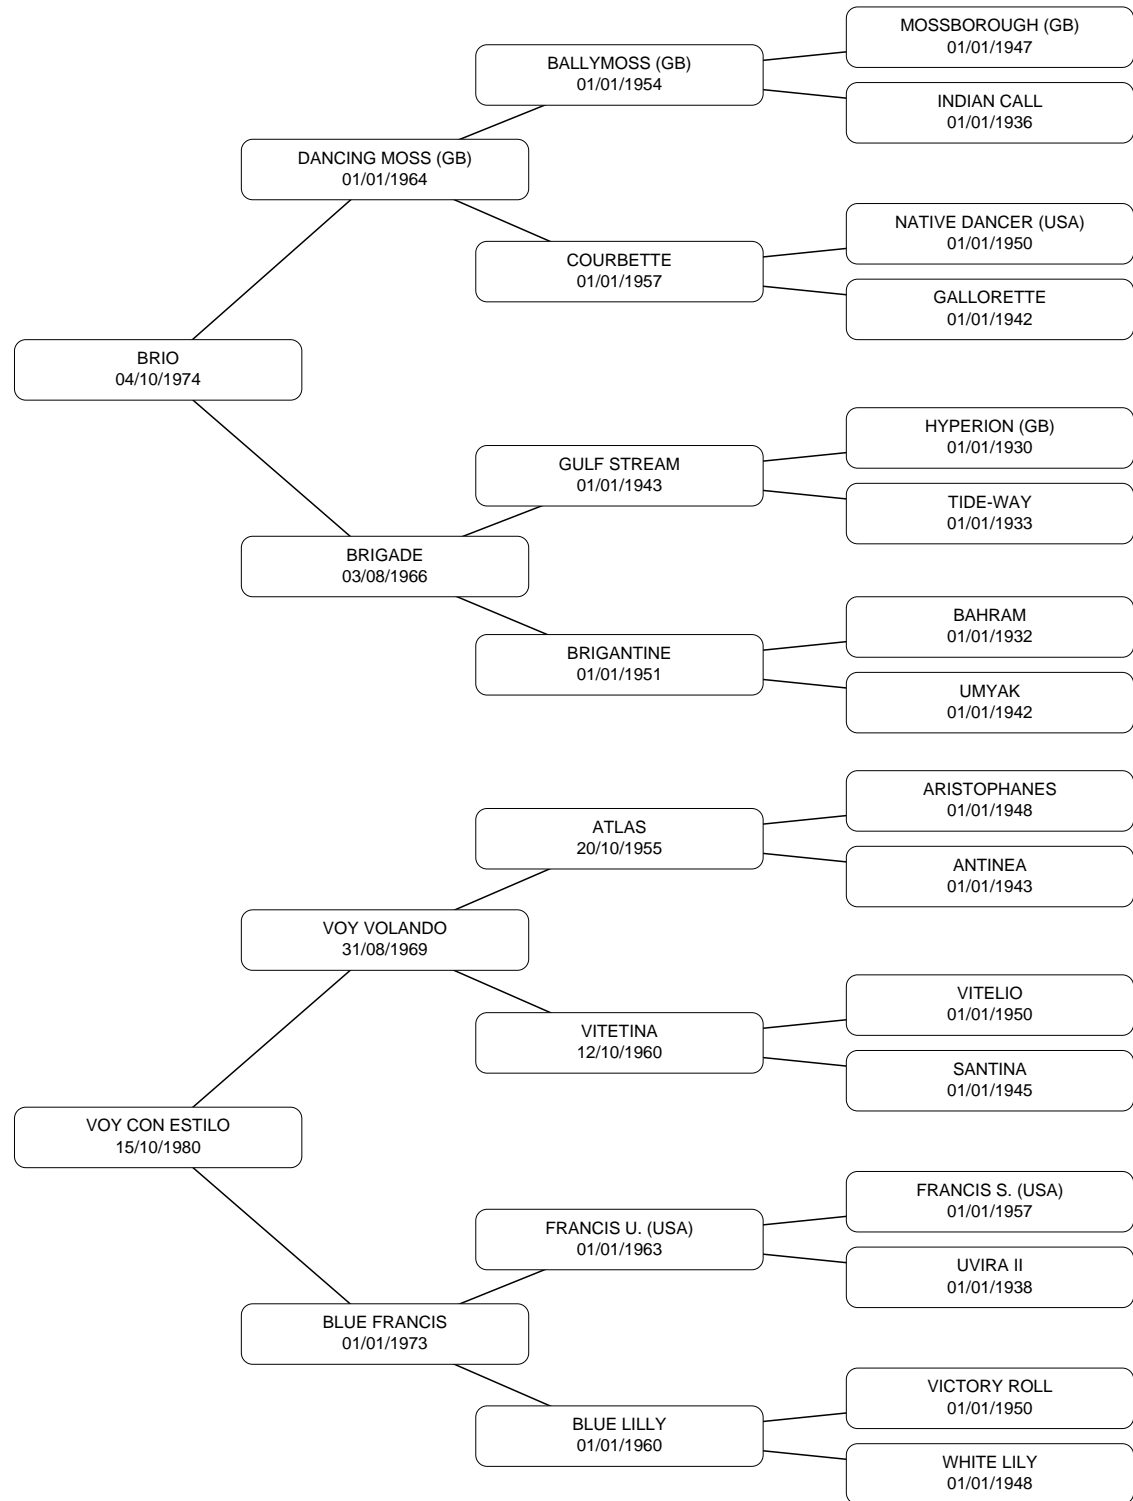 MOSSBOROUGH (GB)
01/01/1947
BALLYMOSS (GB)
01/01/1954
INDIAN CALL
01/01/1936
DANCING MOSS (GB)
01/01/1964
NATIVE DANCER (USA)
01/01/1950
COURBETTE
01/01/1957
GALLORETTE
01/01/1942
BRIO
04/10/1974
HYPERION (GB)
01/01/1930
GULF STREAM
01/01/1943
TIDE-WAY
01/01/1933
BRIGADE
03/08/1966
BAHRAM
01/01/1932
BRIGANTINE
01/01/1951
UMYAK
01/01/1942
ARISTOPHANES
01/01/1948
ATLAS
20/10/1955
ANTINEA
01/01/1943
VOY VOLANDO
31/08/1969
VITELIO
01/01/1950
VITETINA
12/10/1960
SANTINA
01/01/1945
VOY CON ESTILO
15/10/1980
FRANCIS S. (USA)
01/01/1957
FRANCIS U. (USA)
01/01/1963
UVIRA II
01/01/1938
BLUE FRANCIS
01/01/1973
VICTORY ROLL
01/01/1950
BLUE LILLY
01/01/1960
WHITE LILY
01/01/1948